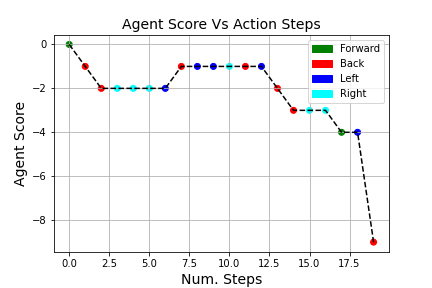 Agent Score Vs Action Steps
Agent Score
0
−2
−4
−6
−8
Forward
Back
Left
Right
0.0 2.5 5.0 7.5 10.0 12.5 15.0 17.5
Num. Steps